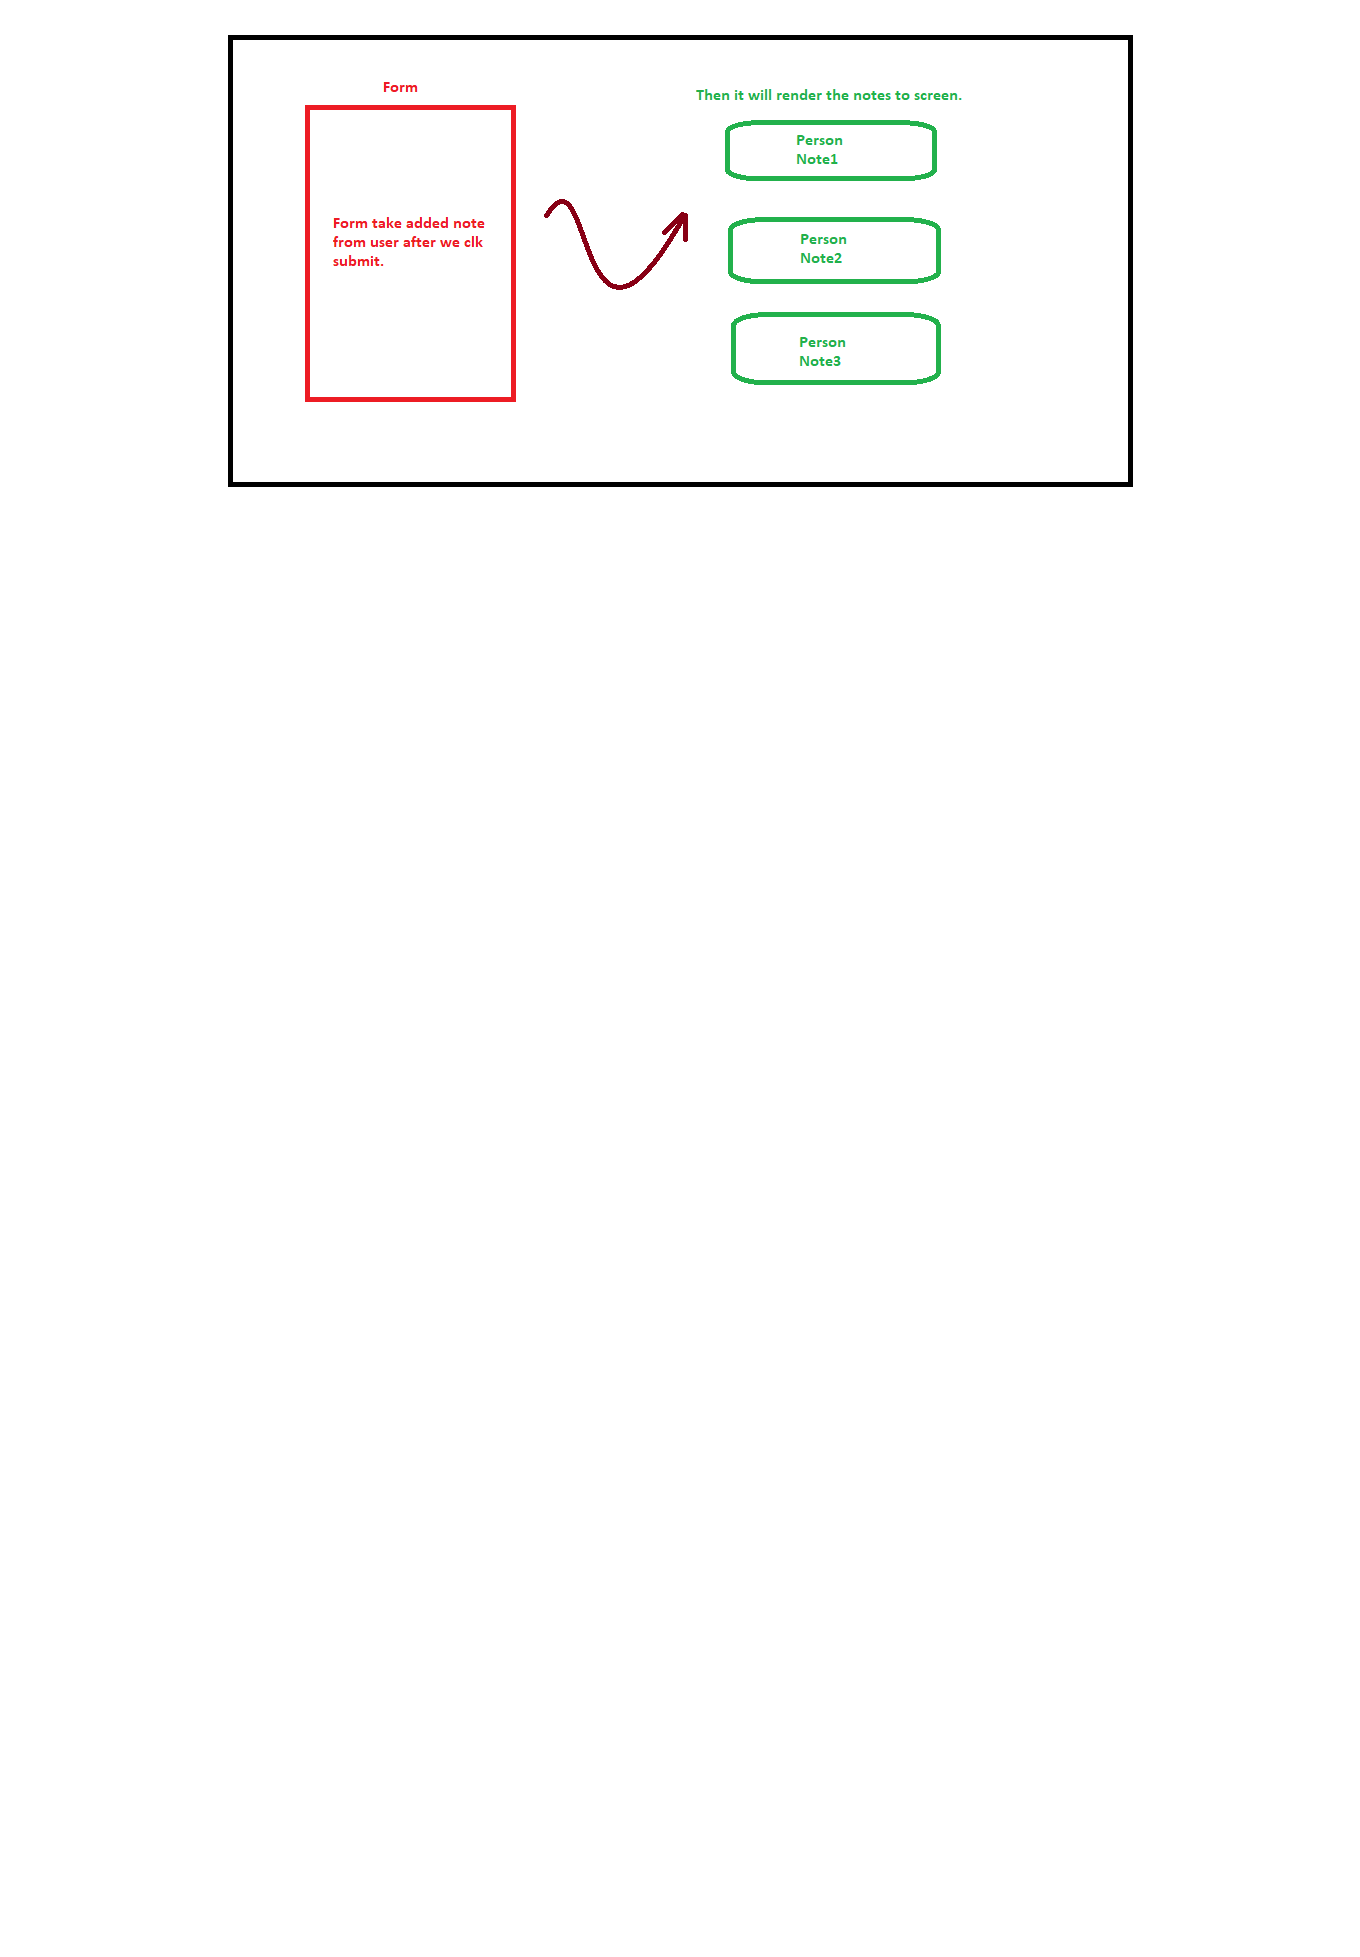 Form
Form take added note
from user after we clk
submit.
Then it will render the notes to screen.
Person
Note1
Person
Note2
Person
Note3